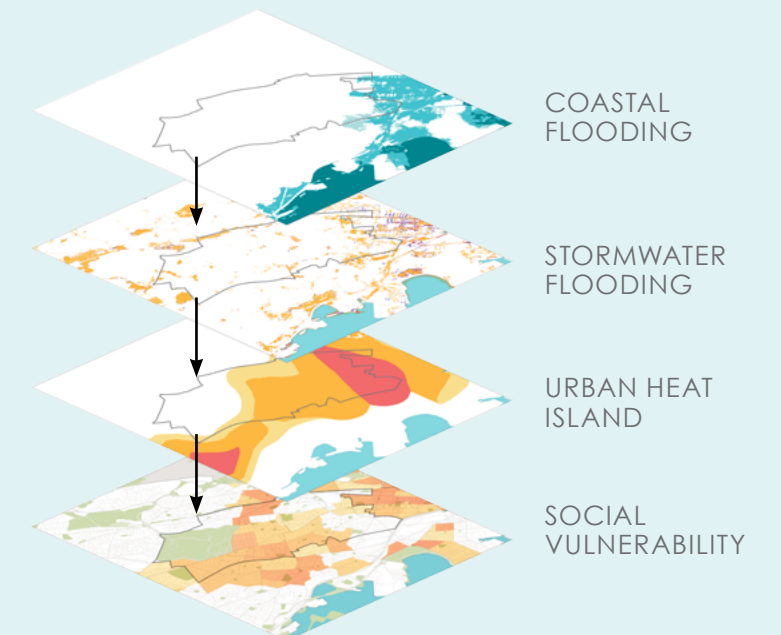 COASTAL
FLOODING
STORMWATER
FLOODING
URBAN HEAT
ISLAND
SOCIAL
VULNERABILITY